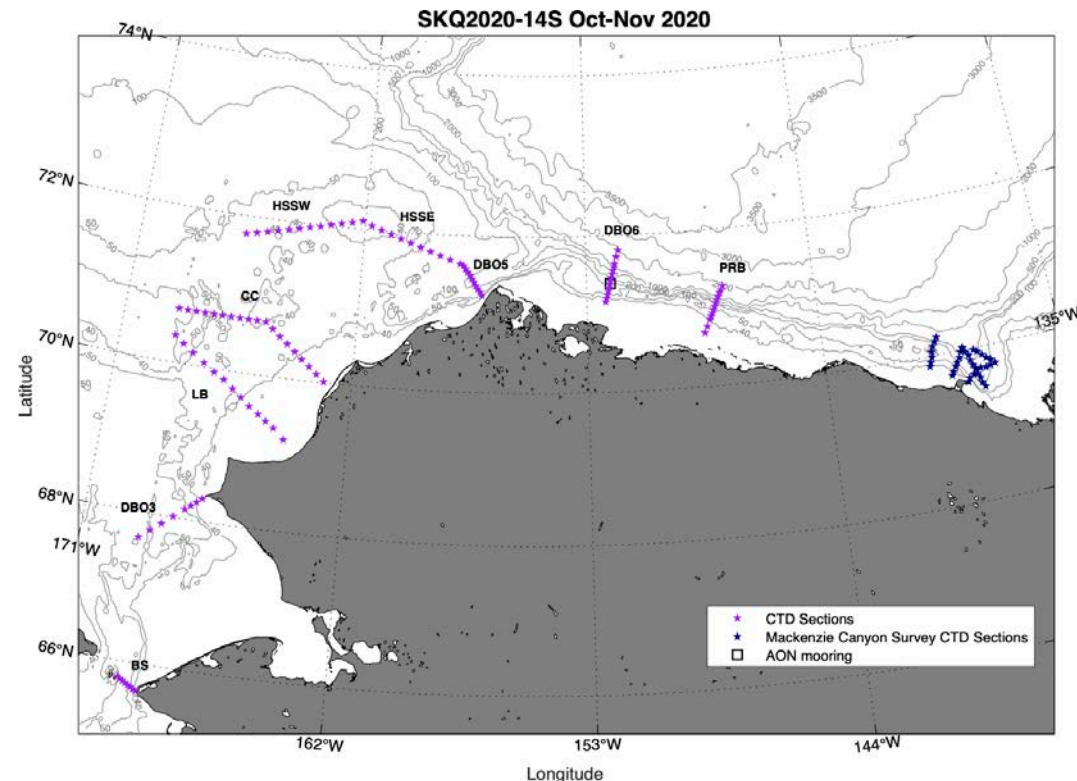 SKQ2020-14S Oct-Nov 2020
74°N
72°N
70°N
68°N
66°N
171°W
162°W
153°W
144°W
135°W
Latitude
Longitude
HSSW
HSSE
DBO5
DBO6
PRB
CC
LB
DBO3
BS
CTD Sections
Mackenzie Canyon Survey CTD Sections
AON mooring